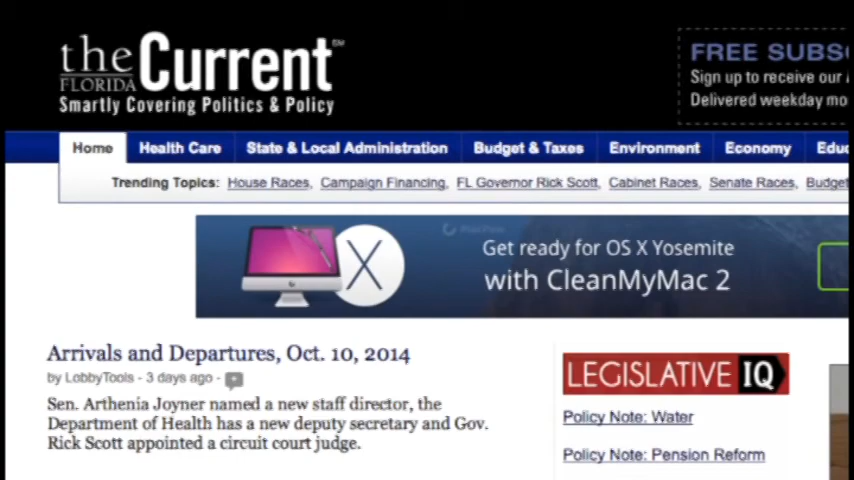 the Current
FLORIDA
Smartly Covering Politics & Policy
FREE SUBS
Sign up to receive our
Delivered weekday mo
Home Health Care State & Local Administration Budget & Taxes Environment Economy Educ
Trending Topics: House Races, Campaign Financing, FL Governor Rick Scott, Cabinet Races, Senate Races, Budget
Get ready for OS X Yosemite
with CleanMyMac 2
Arrivals and Departures, Oct. 10, 2014
by LobbyTools - 3 days ago -
Sen. Arthenia Joyner named a new staff director, the
Department of Health has a new deputy secretary and Gov.
Rick Scott appointed a circuit court judge.
LEGISLATIVE IQ
Policy Note: Water
Policy Note: Pension Reform